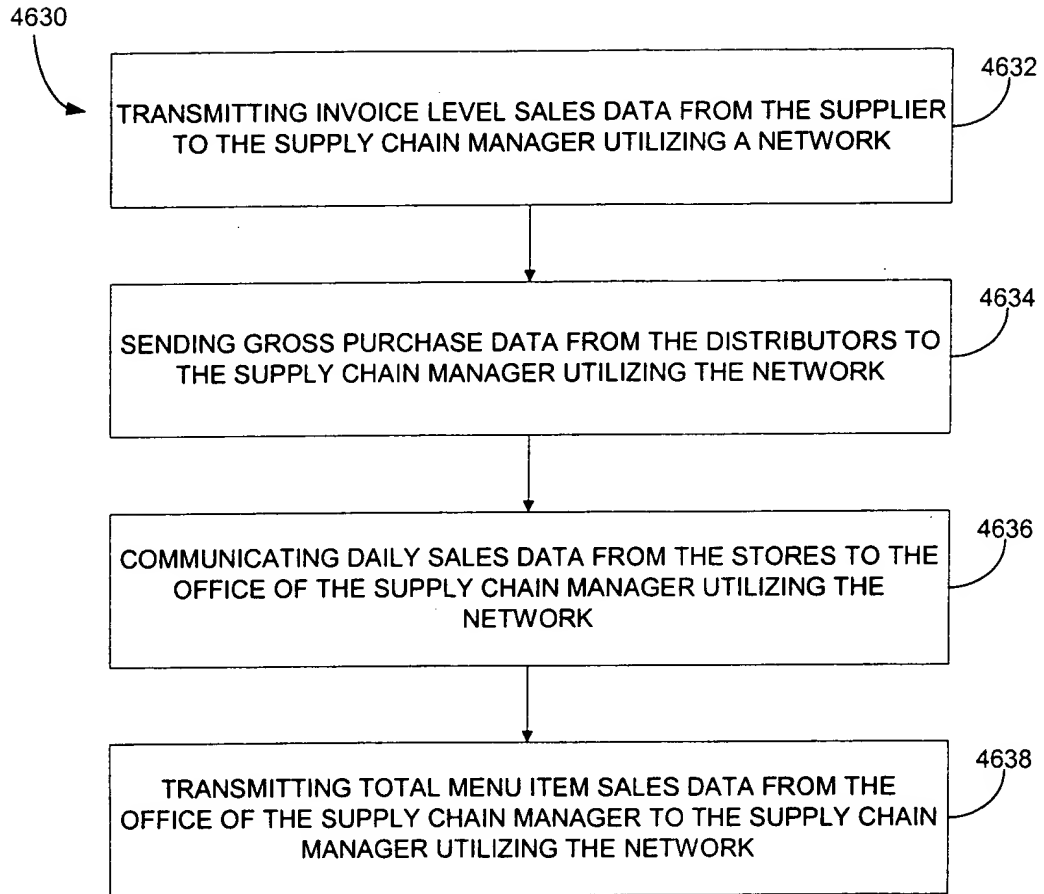 4630
4632
TRANSMITTING INVOICE LEVEL SALES DATA FROM THE SUPPLIER
TO THE SUPPLY CHAIN MANAGER UTILIZING A NETWORK
4634
SENDING GROSS PURCHASE DATA FROM THE DISTRIBUTORS TO
THE SUPPLY CHAIN MANAGER UTILIZING THE NETWORK
4636
COMMUNICATING DAILY SALES DATA FROM THE STORES TO THE
OFFICE OF THE SUPPLY CHAIN MANAGER UTILIZING THE
NETWORK
4638
TRANSMITTING TOTAL MENU ITEM SALES DATA FROM THE
OFFICE OF THE SUPPLY CHAIN MANAGER TO THE SUPPLY CHAIN
MANAGER UTILIZING THE NETWORK